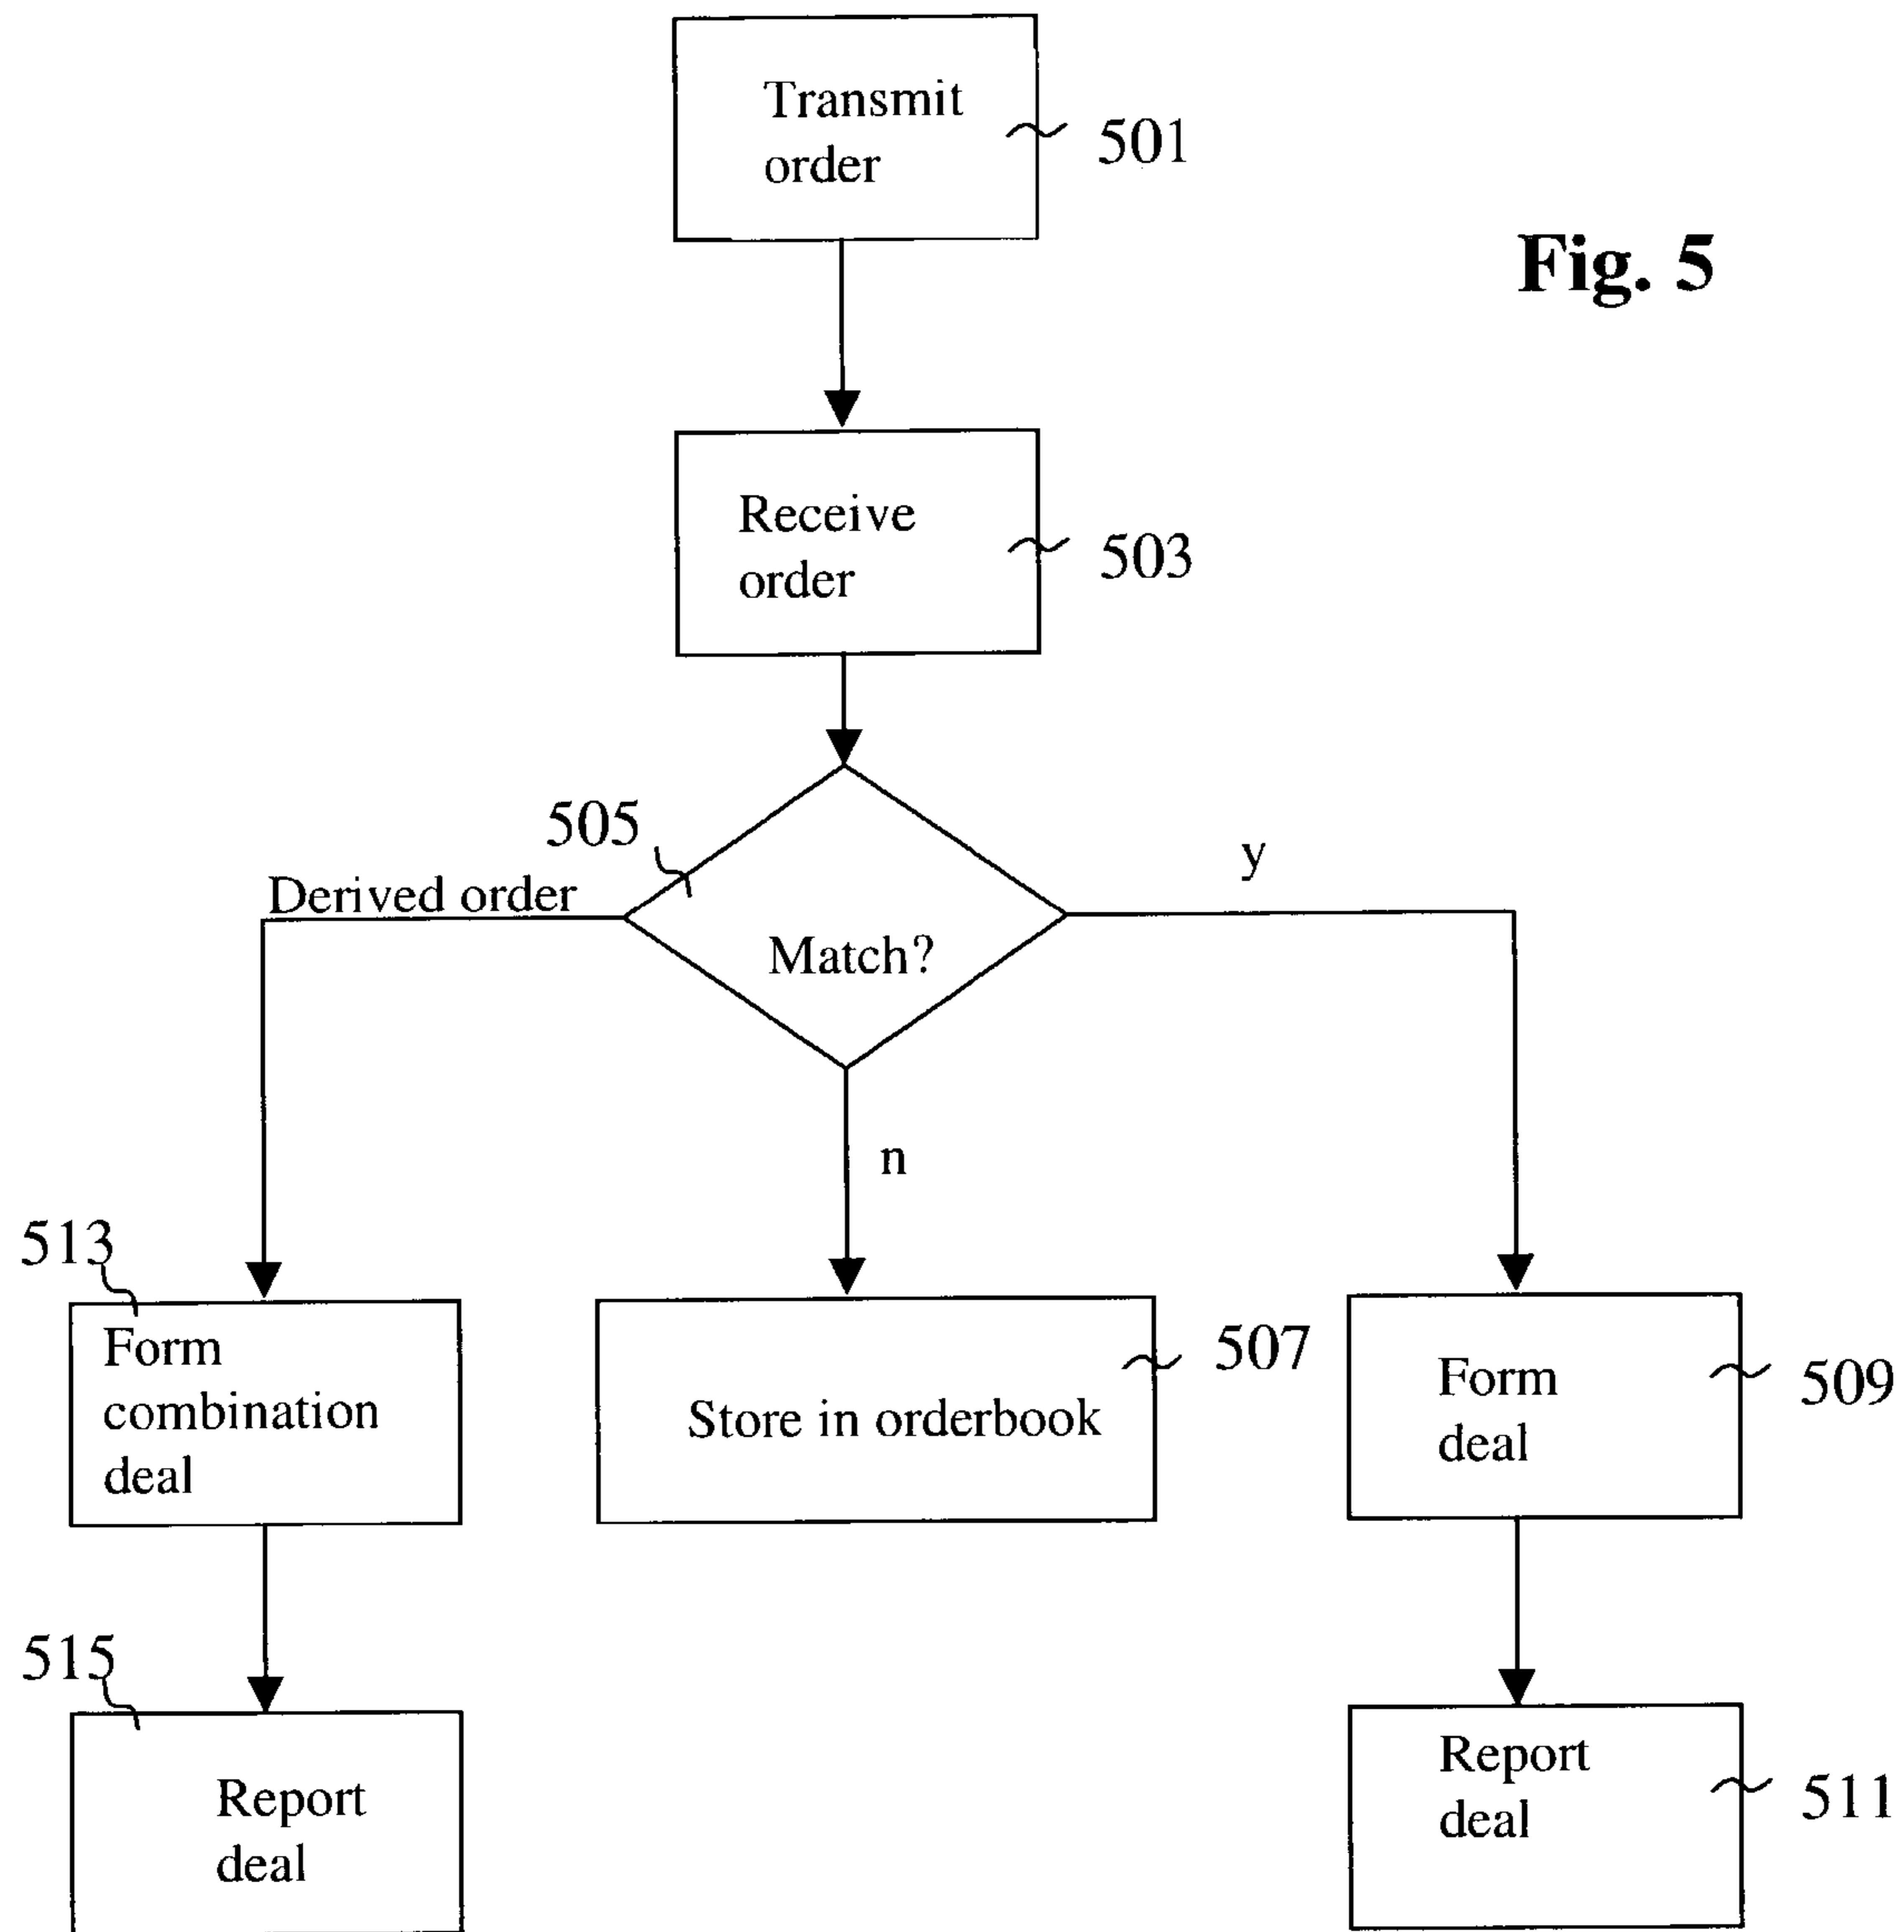 Transmit
order
501
Fig. 5
Receive
order
503
505
Derived order
y
Match?
n
513
Form
combination
deal
Store in orderbook
507
Form
deal
509
515
Report
deal
Report
deal
511